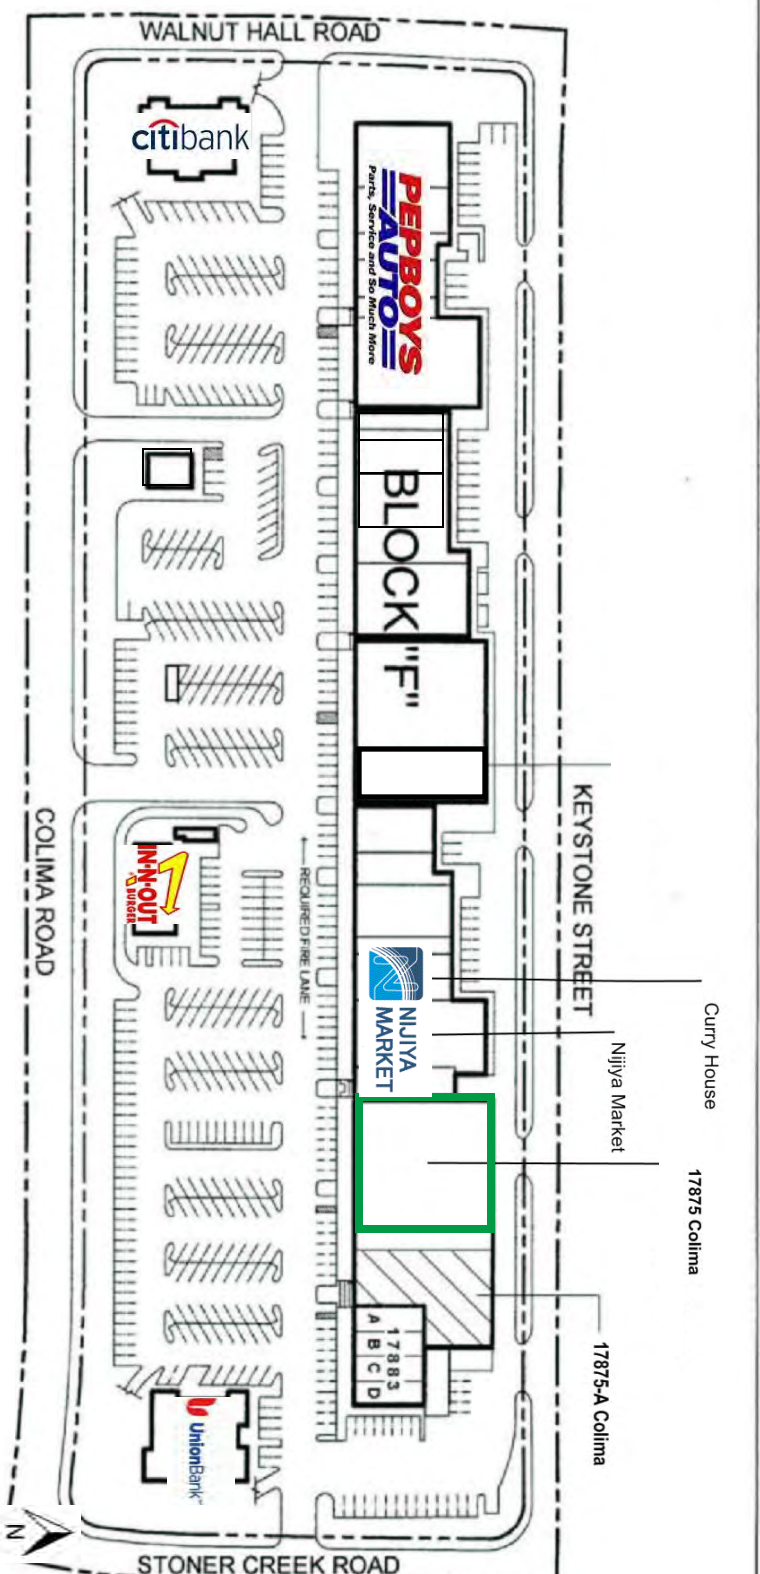 WALNUT HALL ROAD
citibank
PEPBOYS
AUTO
Parts, Service and So Much More
BLOCK "F"
KEYSTONE STREET
COLIMA ROAD
IN-N-OUT
BURGER
REQUIRED FIRE LANE
NIJIYA
MARKET
Curry House
Nijiya Market
17875 Colima
17875-A Colima
17883
A B C D
UnionBank
N
STONER CREEK ROAD